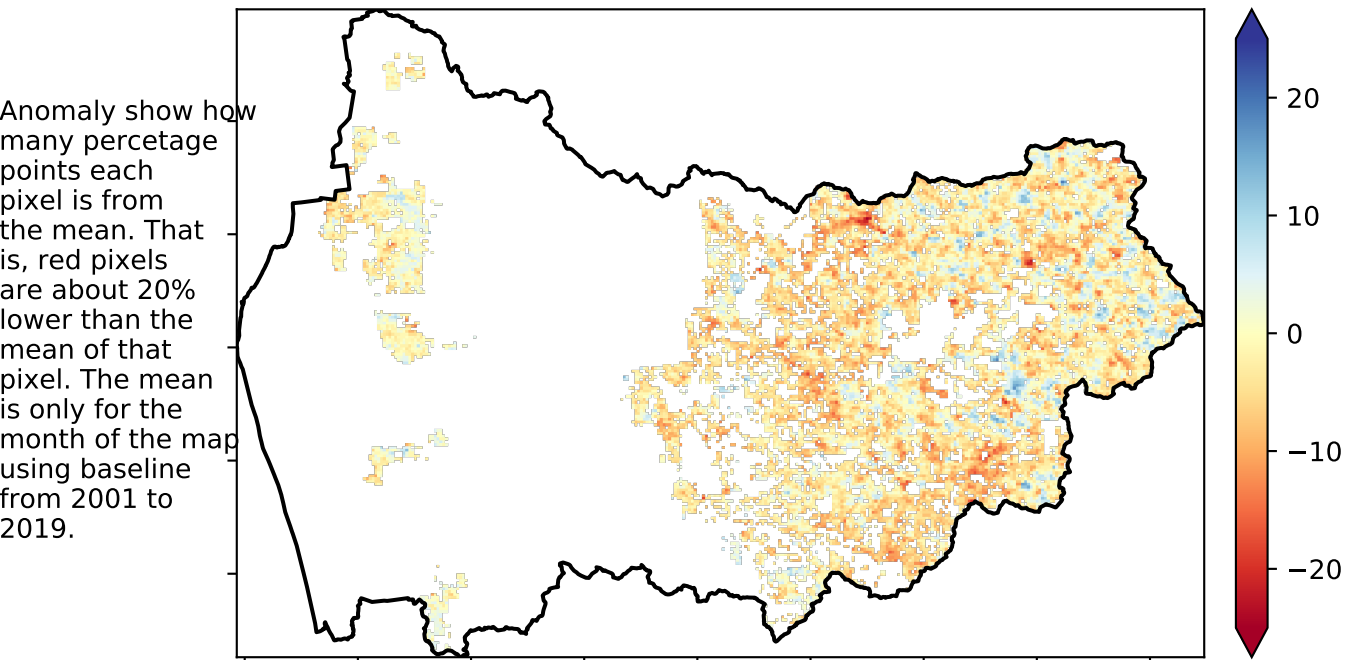 Anomaly show how
many percetage
points each
pixel is from
the mean. That
is, red pixels
are about 20%
lower than the
mean of that
pixel. The mean
is only for the
month of the map
using baseline
from 2001 to
2019.
20
10
0
−10
−20